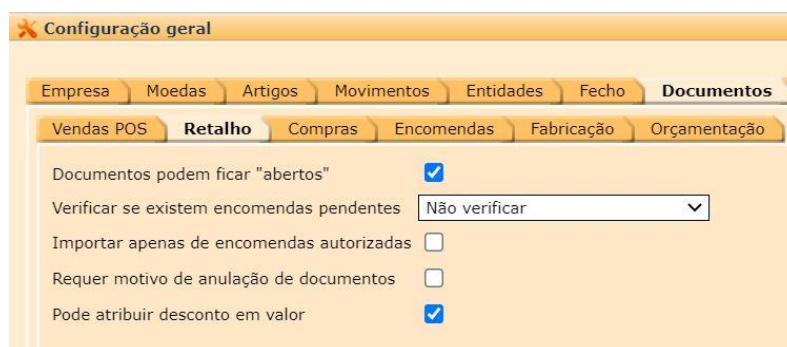 Configuração geral
Empresa Moedas Artigos Movimentos Entidades Fecho Documentos
Vendas POS Retalho Compras Encomendas Fabricação Orçamentação
Documentos podem ficar "abertos"
Verificar se existem encomendas pendentes Não verificar
Importar apenas de encomendas autorizadas
Requer motivo de anulação de documentos
Pode atribuir desconto em valor